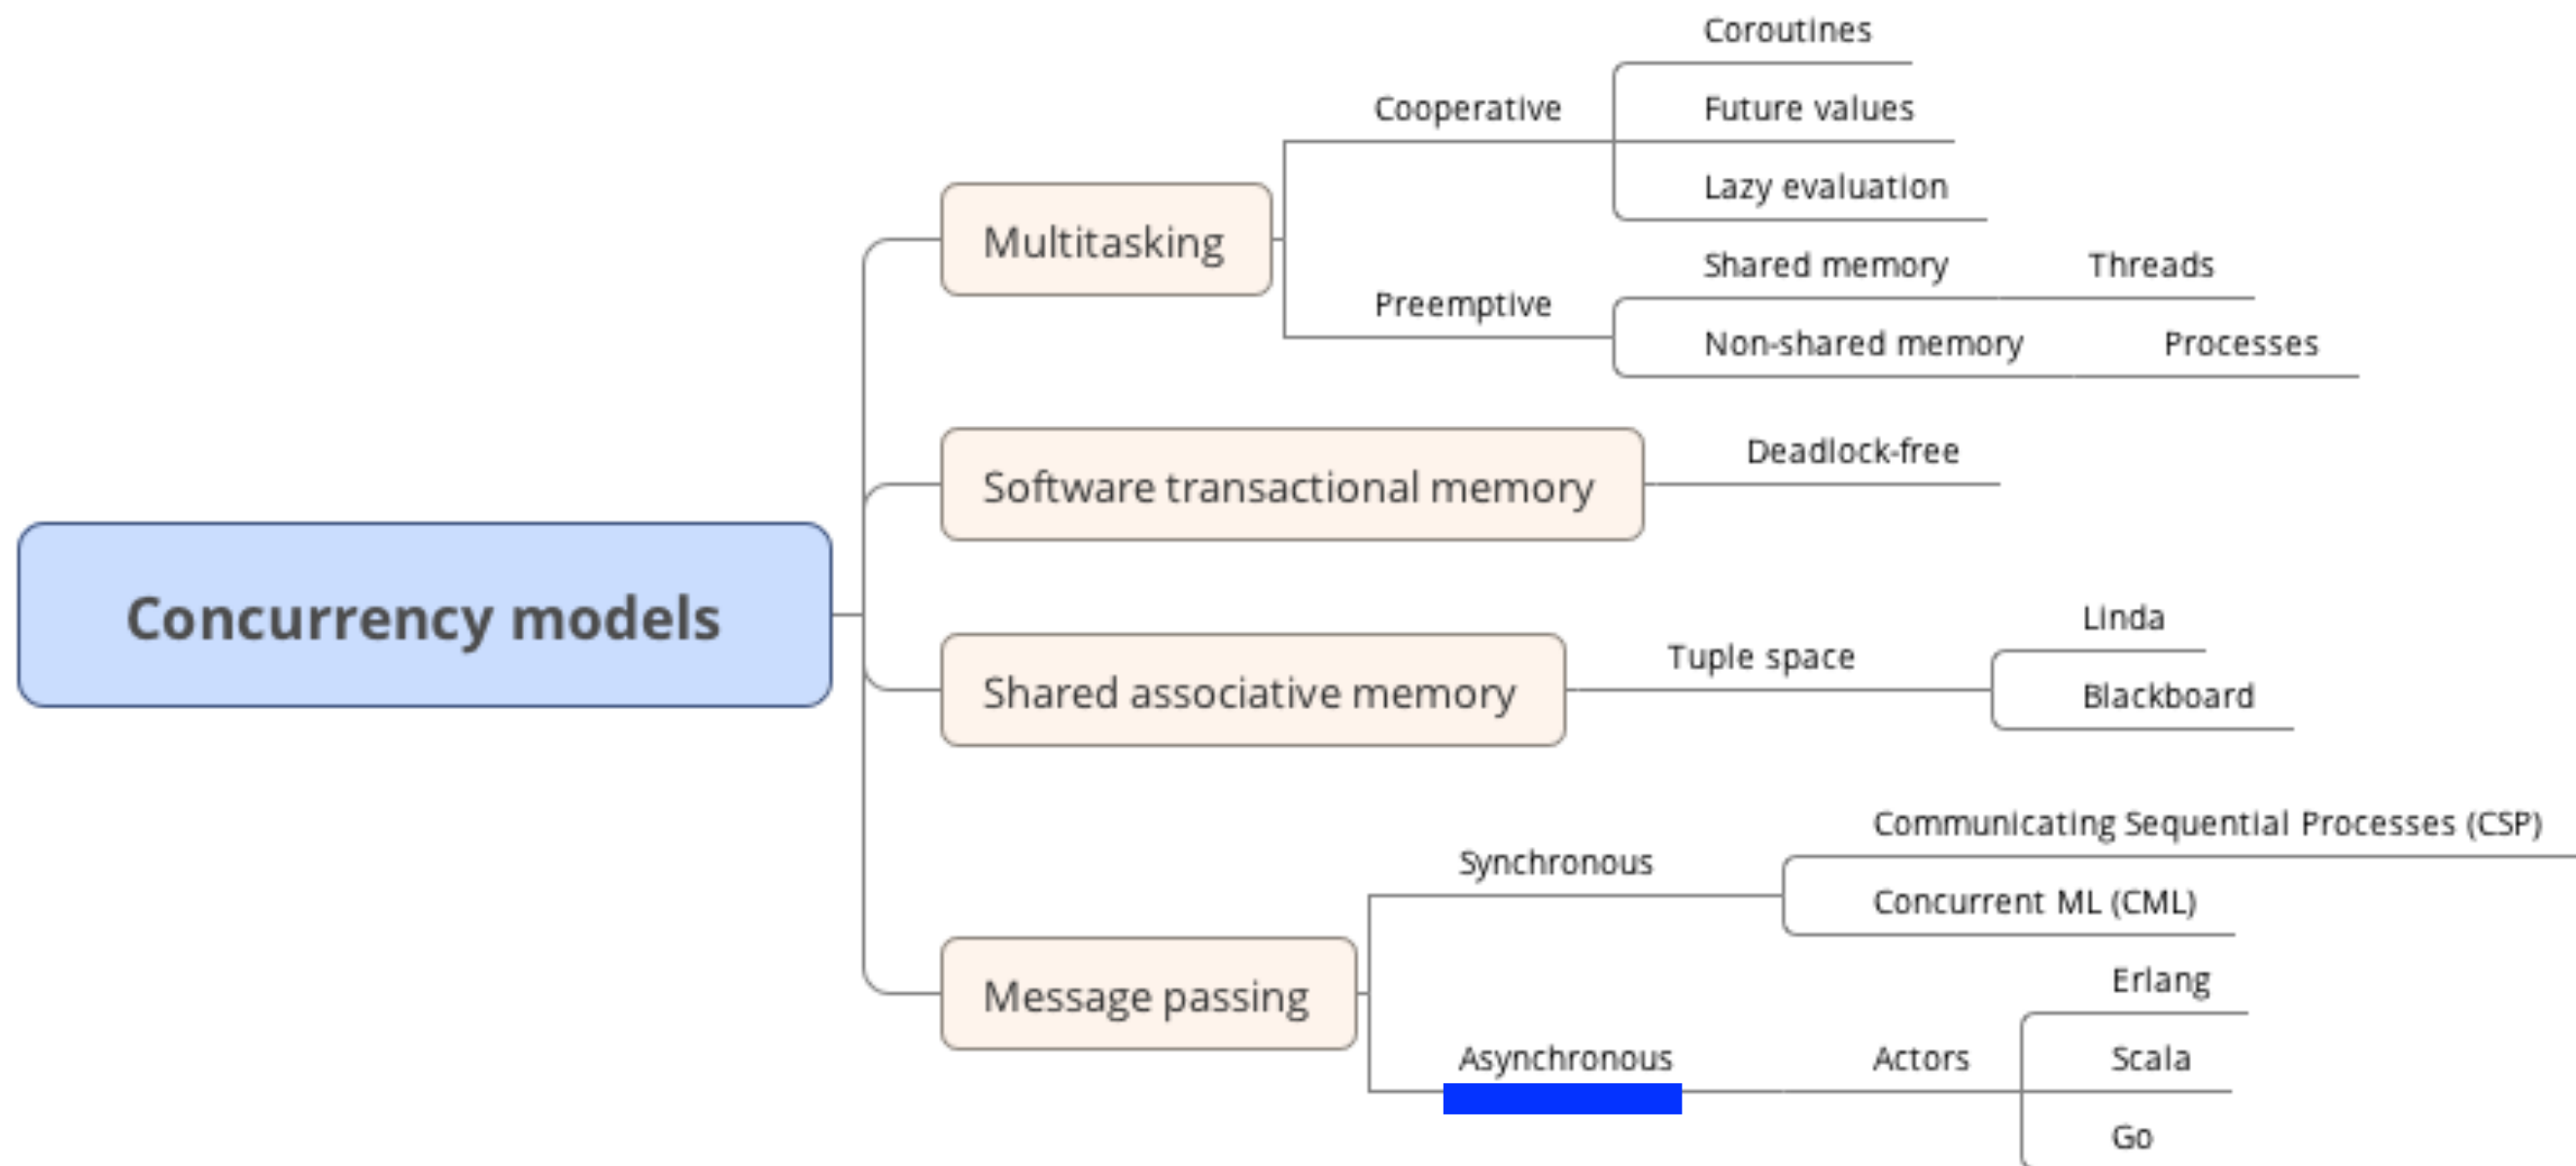 Coroutines
Cooperative
Future values
Lazy evaluation
Multitasking
Shared memory
Threads
Preemptive
Non-shared memory
Processes
Software transactional memory
Deadlock-free
Concurrency models
Shared associative memory
Tuple space
Linda
Blackboard
Communicating Sequential Processes (CSP)
Synchronous
Concurrent ML (CML)
Message passing
Asynchronous
Actors
Erlang
Scala
Go